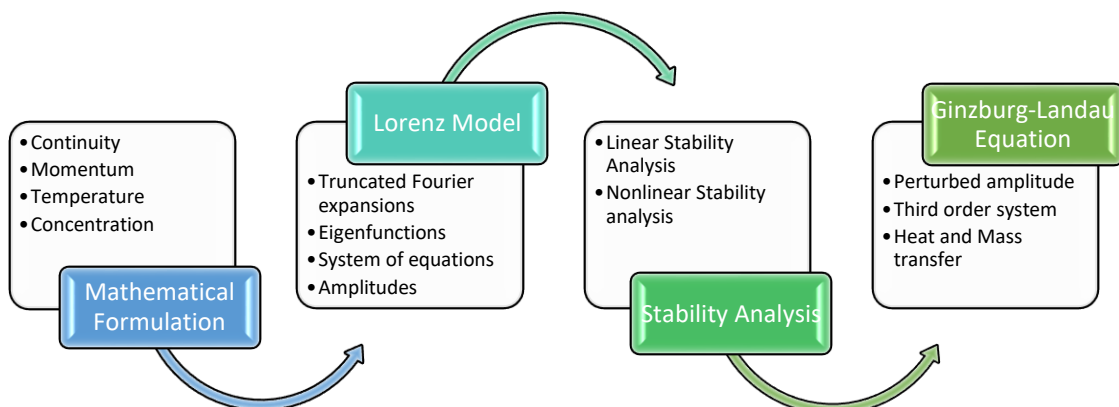 • Continuity
• Momentum
• Temperature
• Concentration
Mathematical
Formulation
Lorenz Model
• Truncated Fourier
expansions
• Eigenfunctions
• System of equations
• Amplitudes
• Linear Stability
Analysis
• Nonlinear Stability
analysis
Stability Analysis
Ginzburg-Landau
Equation
• Perturbed amplitude
• Third order system
• Heat and Mass
transfer